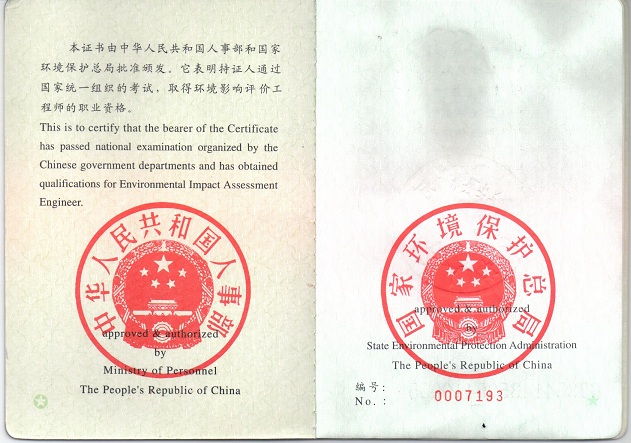 本证书由中华人民共和国人事部和国家
环境保护总局批准颁发。它表明持证人通过
国家统一组织的考试，取得环境影响评价工
程师的职业资格。
This is to certify that the bearer of the Certificate
has passed national examination organized by the
Chinese government departments and has obtained
qualifications for Environmental Impact Assessment
Engineer.
中华人民共和国人事部
approved & authorized
by
Ministry of Personnel
The People's Republic of China
国家环境保护总局
approved & authorized
by
State Environmental Protection Administration
The People's Republic of China
编号:
No. :
0007193